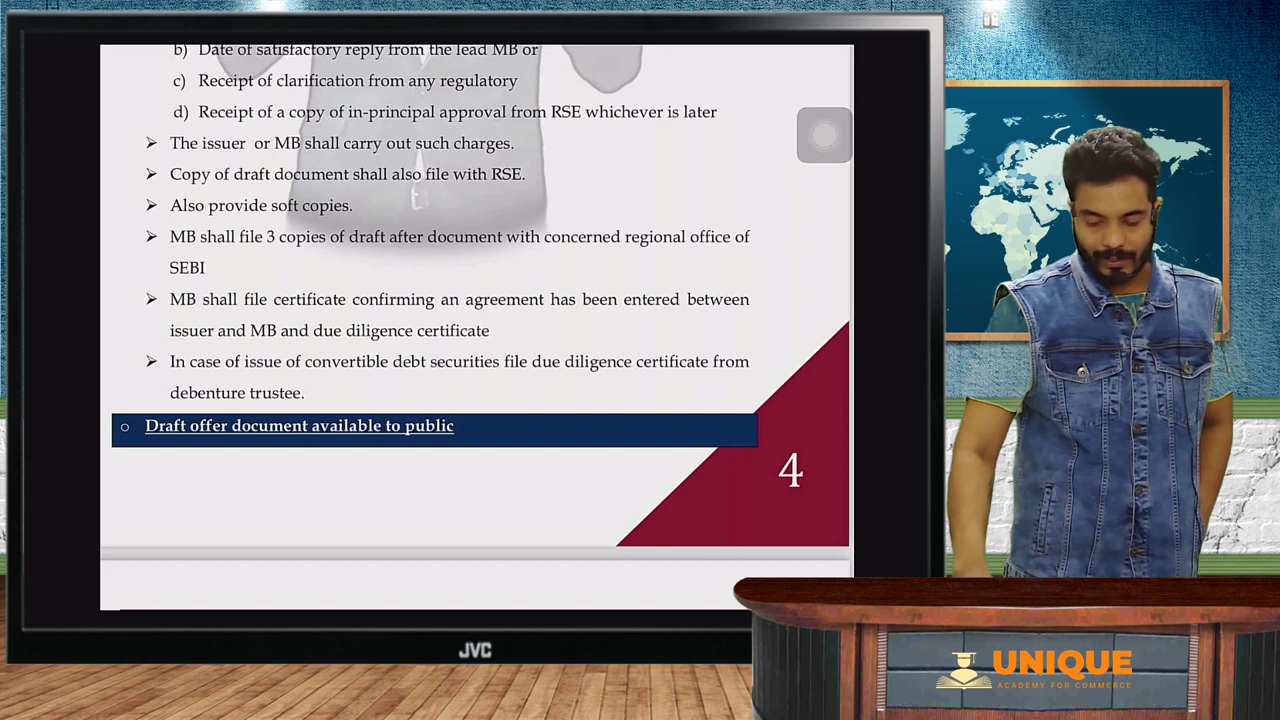 b) Date of satisfactory reply from the lead MB or
c) Receipt of clarification from any regulatory
d) Receipt of a copy of in-principal approval from RSE whichever is later
➢ The issuer or MB shall carry out such charges.
➢ Copy of draft document shall also file with RSE.
➢ Also provide soft copies.
➢ MB shall file 3 copies of draft after document with concerned regional office of
SEBI
➢ MB shall file certificate confirming an agreement has been entered between
issuer and MB and due diligence certificate
➢ In case of issue of convertible debt securities file due diligence certificate from
debenture trustee.
○ Draft offer document available to public
4
JVC
UNIQUE
ACADEMY FOR COMMERCE